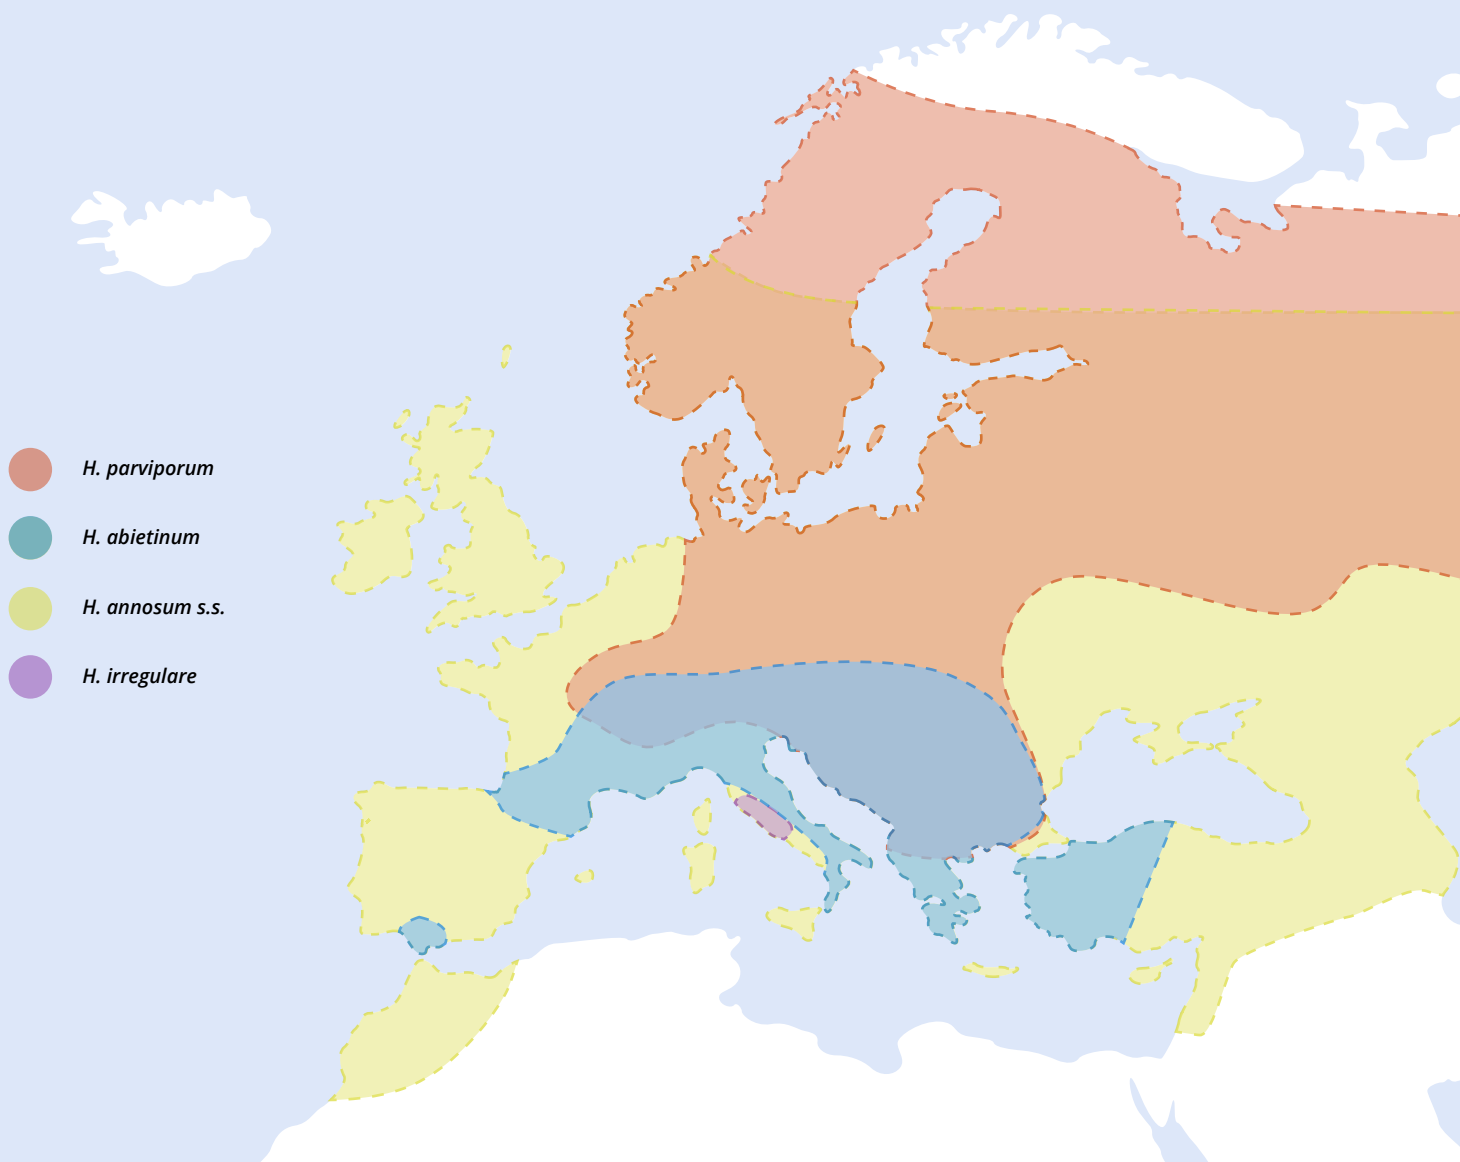 H. parviporum
H. abietinum
H. annosum s.s.
H. irregulare